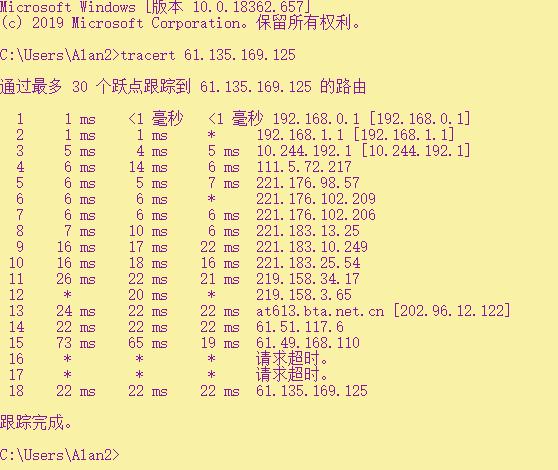 Microsoft Windows [版本 10.0.18362.657]
(c) 2019 Microsoft Corporation。保留所有权利。
C:\Users\Alan2>tracert 61.135.169.125
通过最多 30 个跃点跟踪到 61.135.169.125 的路由
1 1 ms <1 毫秒 <1 毫秒 192.168.0.1 [192.168.0.1]
2 1 ms 1 ms * 192.168.1.1 [192.168.1.1]
3 5 ms 4 ms 5 ms 10.244.192.1 [10.244.192.1]
4 6 ms 14 ms 6 ms 111.5.72.217
5 6 ms 5 ms 7 ms 221.176.98.57
6 6 ms 6 ms * 221.176.102.209
7 6 ms 6 ms 6 ms 221.176.102.206
8 7 ms 10 ms 6 ms 221.183.13.25
9 16 ms 17 ms 22 ms 221.183.10.249
10 16 ms 18 ms 16 ms 221.183.25.54
11 26 ms 22 ms 21 ms 219.158.34.17
12 * 20 ms * 219.158.3.65
13 24 ms 22 ms 22 ms at613.bta.net.cn [202.96.12.122]
14 22 ms 22 ms 22 ms 61.51.117.6
15 73 ms 65 ms 19 ms 61.49.168.110
16 * * * 请求超时。
17 * * * 请求超时。
18 22 ms 22 ms 22 ms 61.135.169.125
跟踪完成。
C:\Users\Alan2>